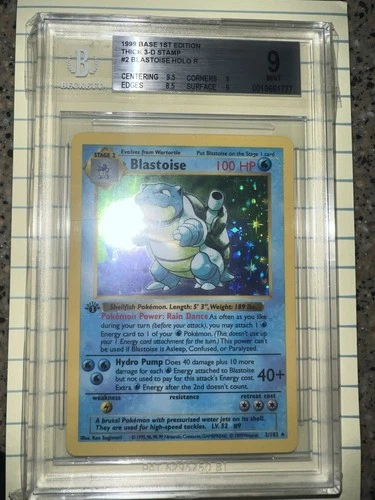 BECKETT
1999 BASE 1ST EDITION
THICK 3-D STAMP
#2 BLASTOISE HOLO R
CENTERING 9.5 CORNERS 9
EDGES 8.5 SURFACE 9
9
MINT
STAGE 2
Evolves from Wartortle
Put Blastoise on the Stage 1 card
Blastoise
100 HP
Shellfish Pokémon. Length: 5' 3", Weight: 189 lbs.
Pokémon Power: Rain Dance As often as you like
during your turn (before your attack), you may attach 1
Energy card to 1 of your Pokémon. (This doesn't use up
your 1 Energy card attachment for the turn.) This power can't
be used if Blastoise is Asleep, Confused, or Paralyzed.
Hydro Pump Does 40 damage plus 10 more
damage for each Energy attached to Blastoise
but not used to pay for this attack's Energy cost.
Extra Energy after the 2nd doesn't count.
40+
weakness
resistance
retreat cost
A brutal Pokémon with pressurized water jets on its shell.
They are used for high-speed tackles. LV. 52 #9
Illus. Ken Sugimori
2/102